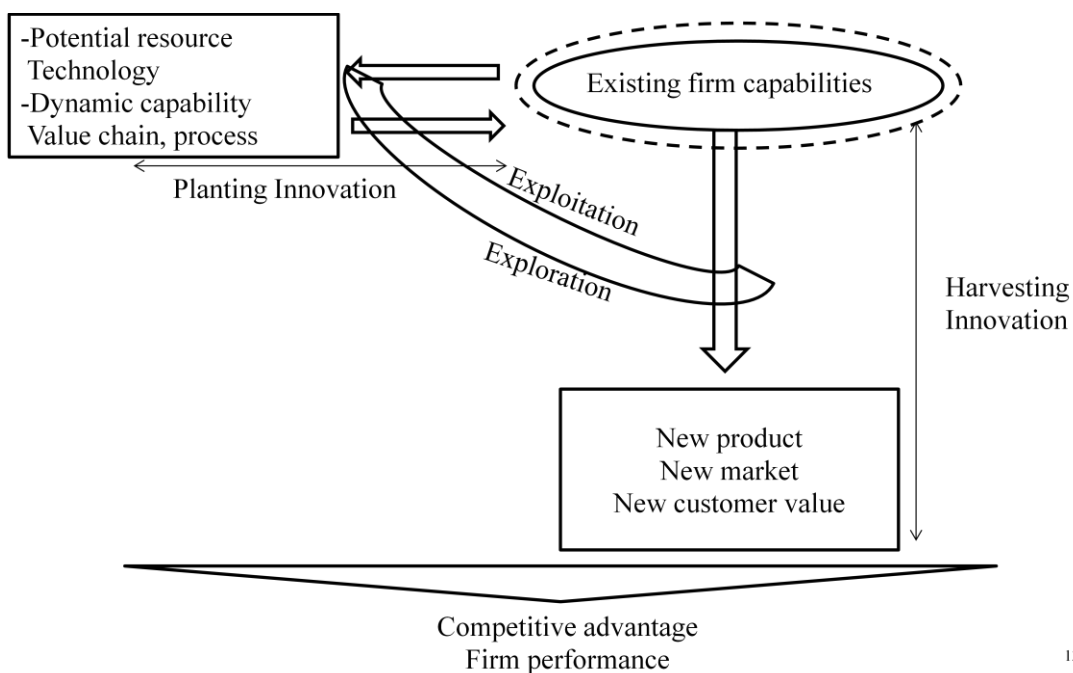 -Potential resource
Technology
-Dynamic capability
Value chain, process
Existing firm capabilities
Planting Innovation
Exploitation
Exploration
Harvesting
Innovation
New product
New market
New customer value
Competitive advantage
Firm performance